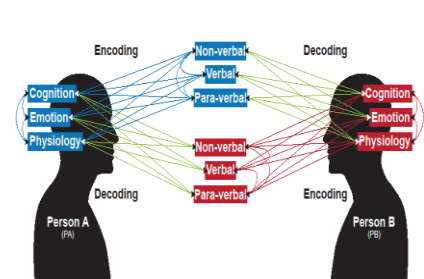 Encoding
Non-verbal
Decoding
Verbal
Cognition
Para-verbal
Cognition
Emotion
Emotion
Physiology
Non-verbal
Physiology
Verbal
Decoding
Para-verbal
Encoding
Person A
(PA)
Person B
(PB)